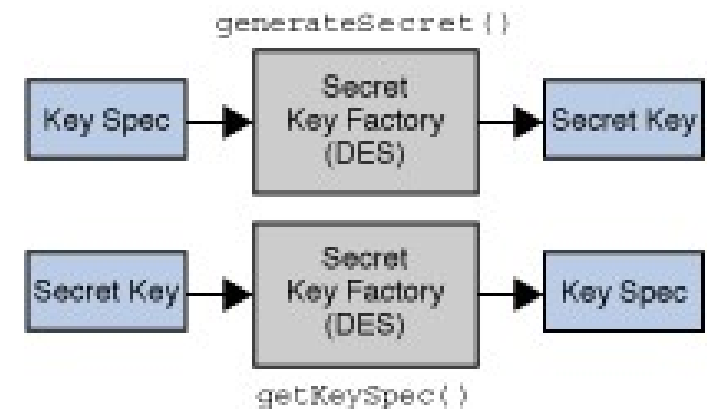 generateSecret()
Key Spec
Secret
Key Factory
(DES)
Secret Key
Secret Key
Secret
Key Factory
(DES)
Key Spec
getKeySpec()